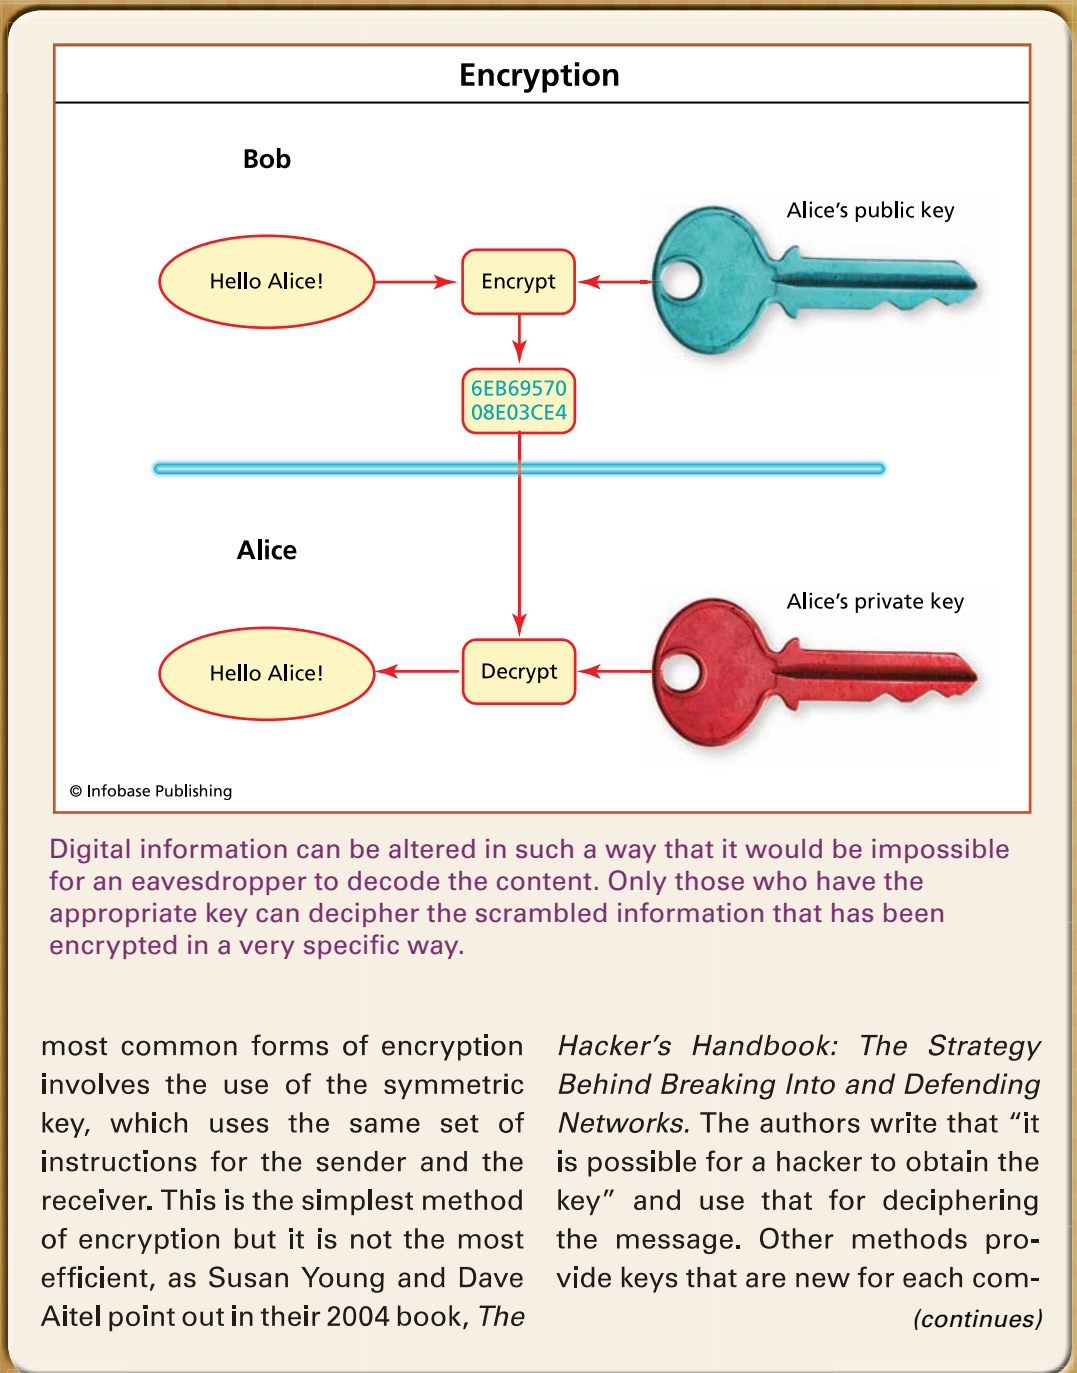 Encryption
Bob
Alice's public key
Hello Alice!
Encrypt
6EB69570
08E03CE4
Alice
Alice's private key
Hello Alice!
Decrypt
© Infobase Publishing
Digital information can be altered in such a way that it would be impossible
for an eavesdropper to decode the content. Only those who have the
appropriate key can decipher the scrambled information that has been
encrypted in a very specific way.
most common forms of encryption
involves the use of the symmetric
key, which uses the same set of
instructions for the sender and the
receiver. This is the simplest method
of encryption but it is not the most
efficient, as Susan Young and Dave
Aitel point out in their 2004 book, The
Hacker's Handbook: The Strategy
Behind Breaking Into and Defending
Networks. The authors write that “it
is possible for a hacker to obtain the
key” and use that for deciphering
the message. Other methods pro-
vide keys that are new for each com-
(continues)